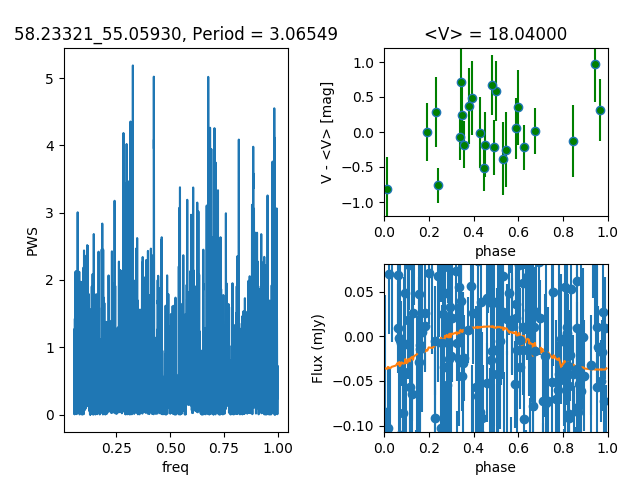 58.23321_55.05930, Period = 3.06549
PWS
5
4
3
2
1
0
0.25 0.50 0.75 1.00
freq
<V> = 18.04000
V - <V> [mag]
1.0
0.5
0.0
−0.5
−1.0
0.0 0.2 0.4 0.6 0.8 1.0
phase
Flux (mJy)
0.05
0.00
−0.05
−0.10
0.0 0.2 0.4 0.6 0.8 1.0
phase